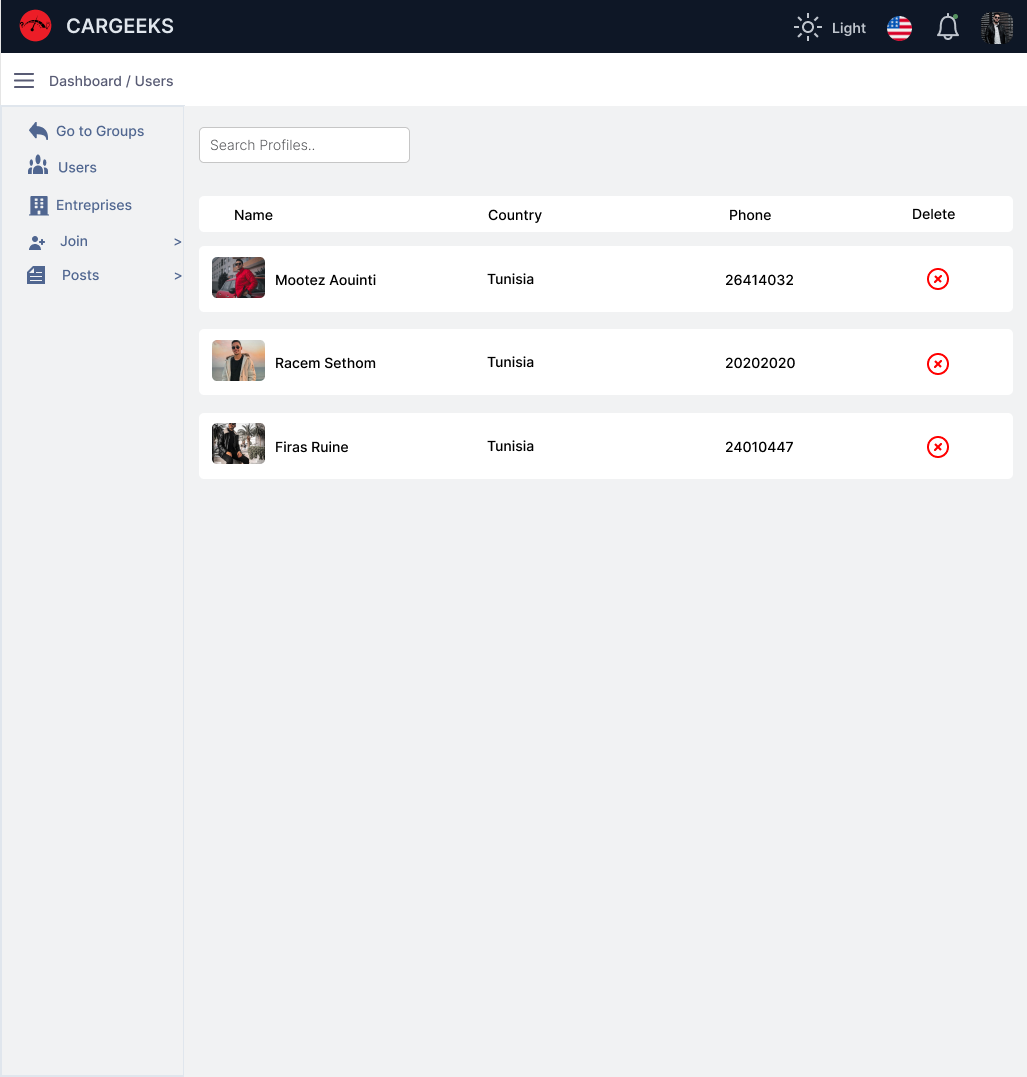 CARGEEKS
Light
Dashboard / Users
Go to Groups
Users
Entreprises
Join >
Posts >
Search Profiles..
Name Country Phone Delete
Mootez Aouinti Tunisia 26414032
Racem Sethom Tunisia 20202020
Firas Ruine Tunisia 24010447